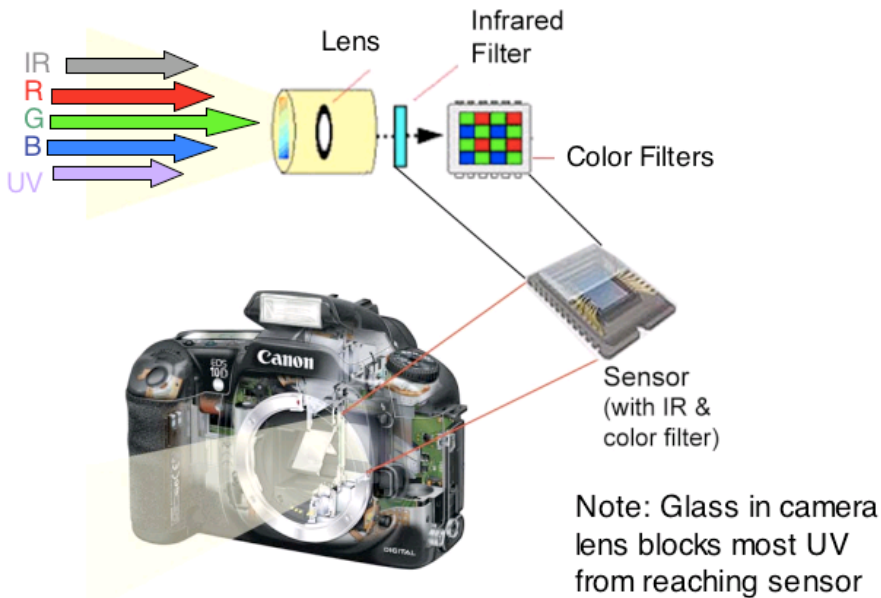 Lens
Infrared
Filter
IR
R
G
B
UV
Color Filters
Canon
EOS
10D
DIGITAL
Sensor
(with IR &
color filter)
Note: Glass in camera
lens blocks most UV
from reaching sensor